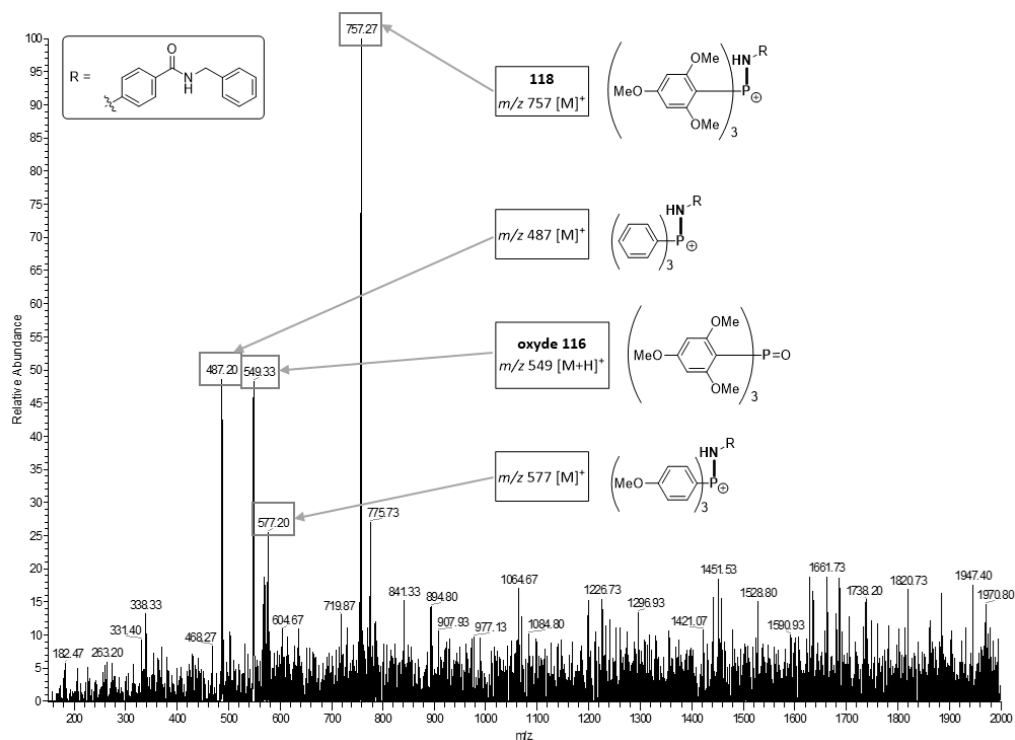 757.27
100
95
90
85
80
75
70
65
60
55
50
45
40
35
30
25
20
15
10
5
0
Relative Abundance
R =
O
N
H
118
m/z 757 [M]⁺
OMe
MeO
OMe
3
HN
R
P
⊕
m/z 487 [M]⁺
HN
R
P
⊕
3
oxyde 116
m/z 549 [M+H]⁺
OMe
MeO
OMe
3
P=O
m/z 577 [M]⁺
MeO
HN
R
P
⊕
3
487.20
549.33
577.20
775.73
182.47
263.20
331.40
338.33
468.27
604.67
719.87
841.33
894.80
907.93
977.13
1064.67
1084.80
1226.73
1296.93
1421.07
1451.53
1528.80
1590.93
1661.73
1738.20
1820.73
1947.40
1970.80
200 300 400 500 600 700 800 900 1000 1100 1200 1300 1400 1500 1600 1700 1800 1900 2000
m/z